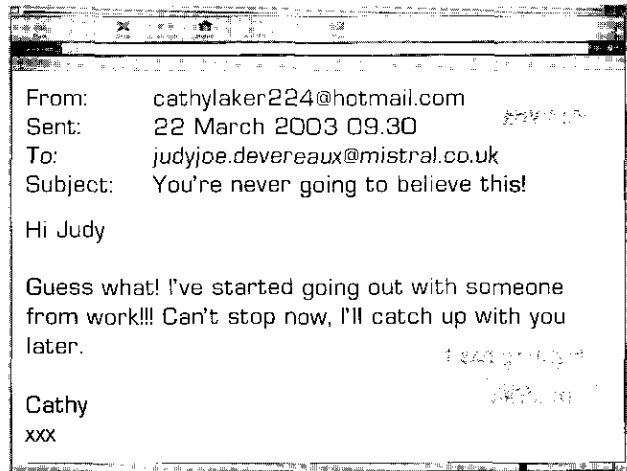 From: cathylaker224@hotmail.com
Sent: 22 March 2003 09.30
To: judyjoe.devereaux@mistral.co.uk
Subject: You're never going to believe this!
Hi Judy
Guess what! I've started going out with someone
from work!!! Can't stop now, I'll catch up with you
later.
Cathy
xxx